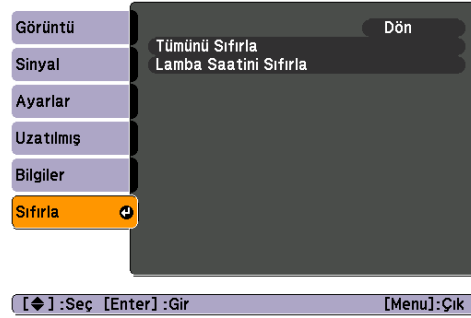 Görüntü
Sinyal
Ayarlar
Uzatılmış
Bilgiler
Sıfırla
Dön
Tümünü Sıfırla
Lamba Saatini Sıfırla
[◆] :Seç [Enter] :Gir [Menu]:Çık